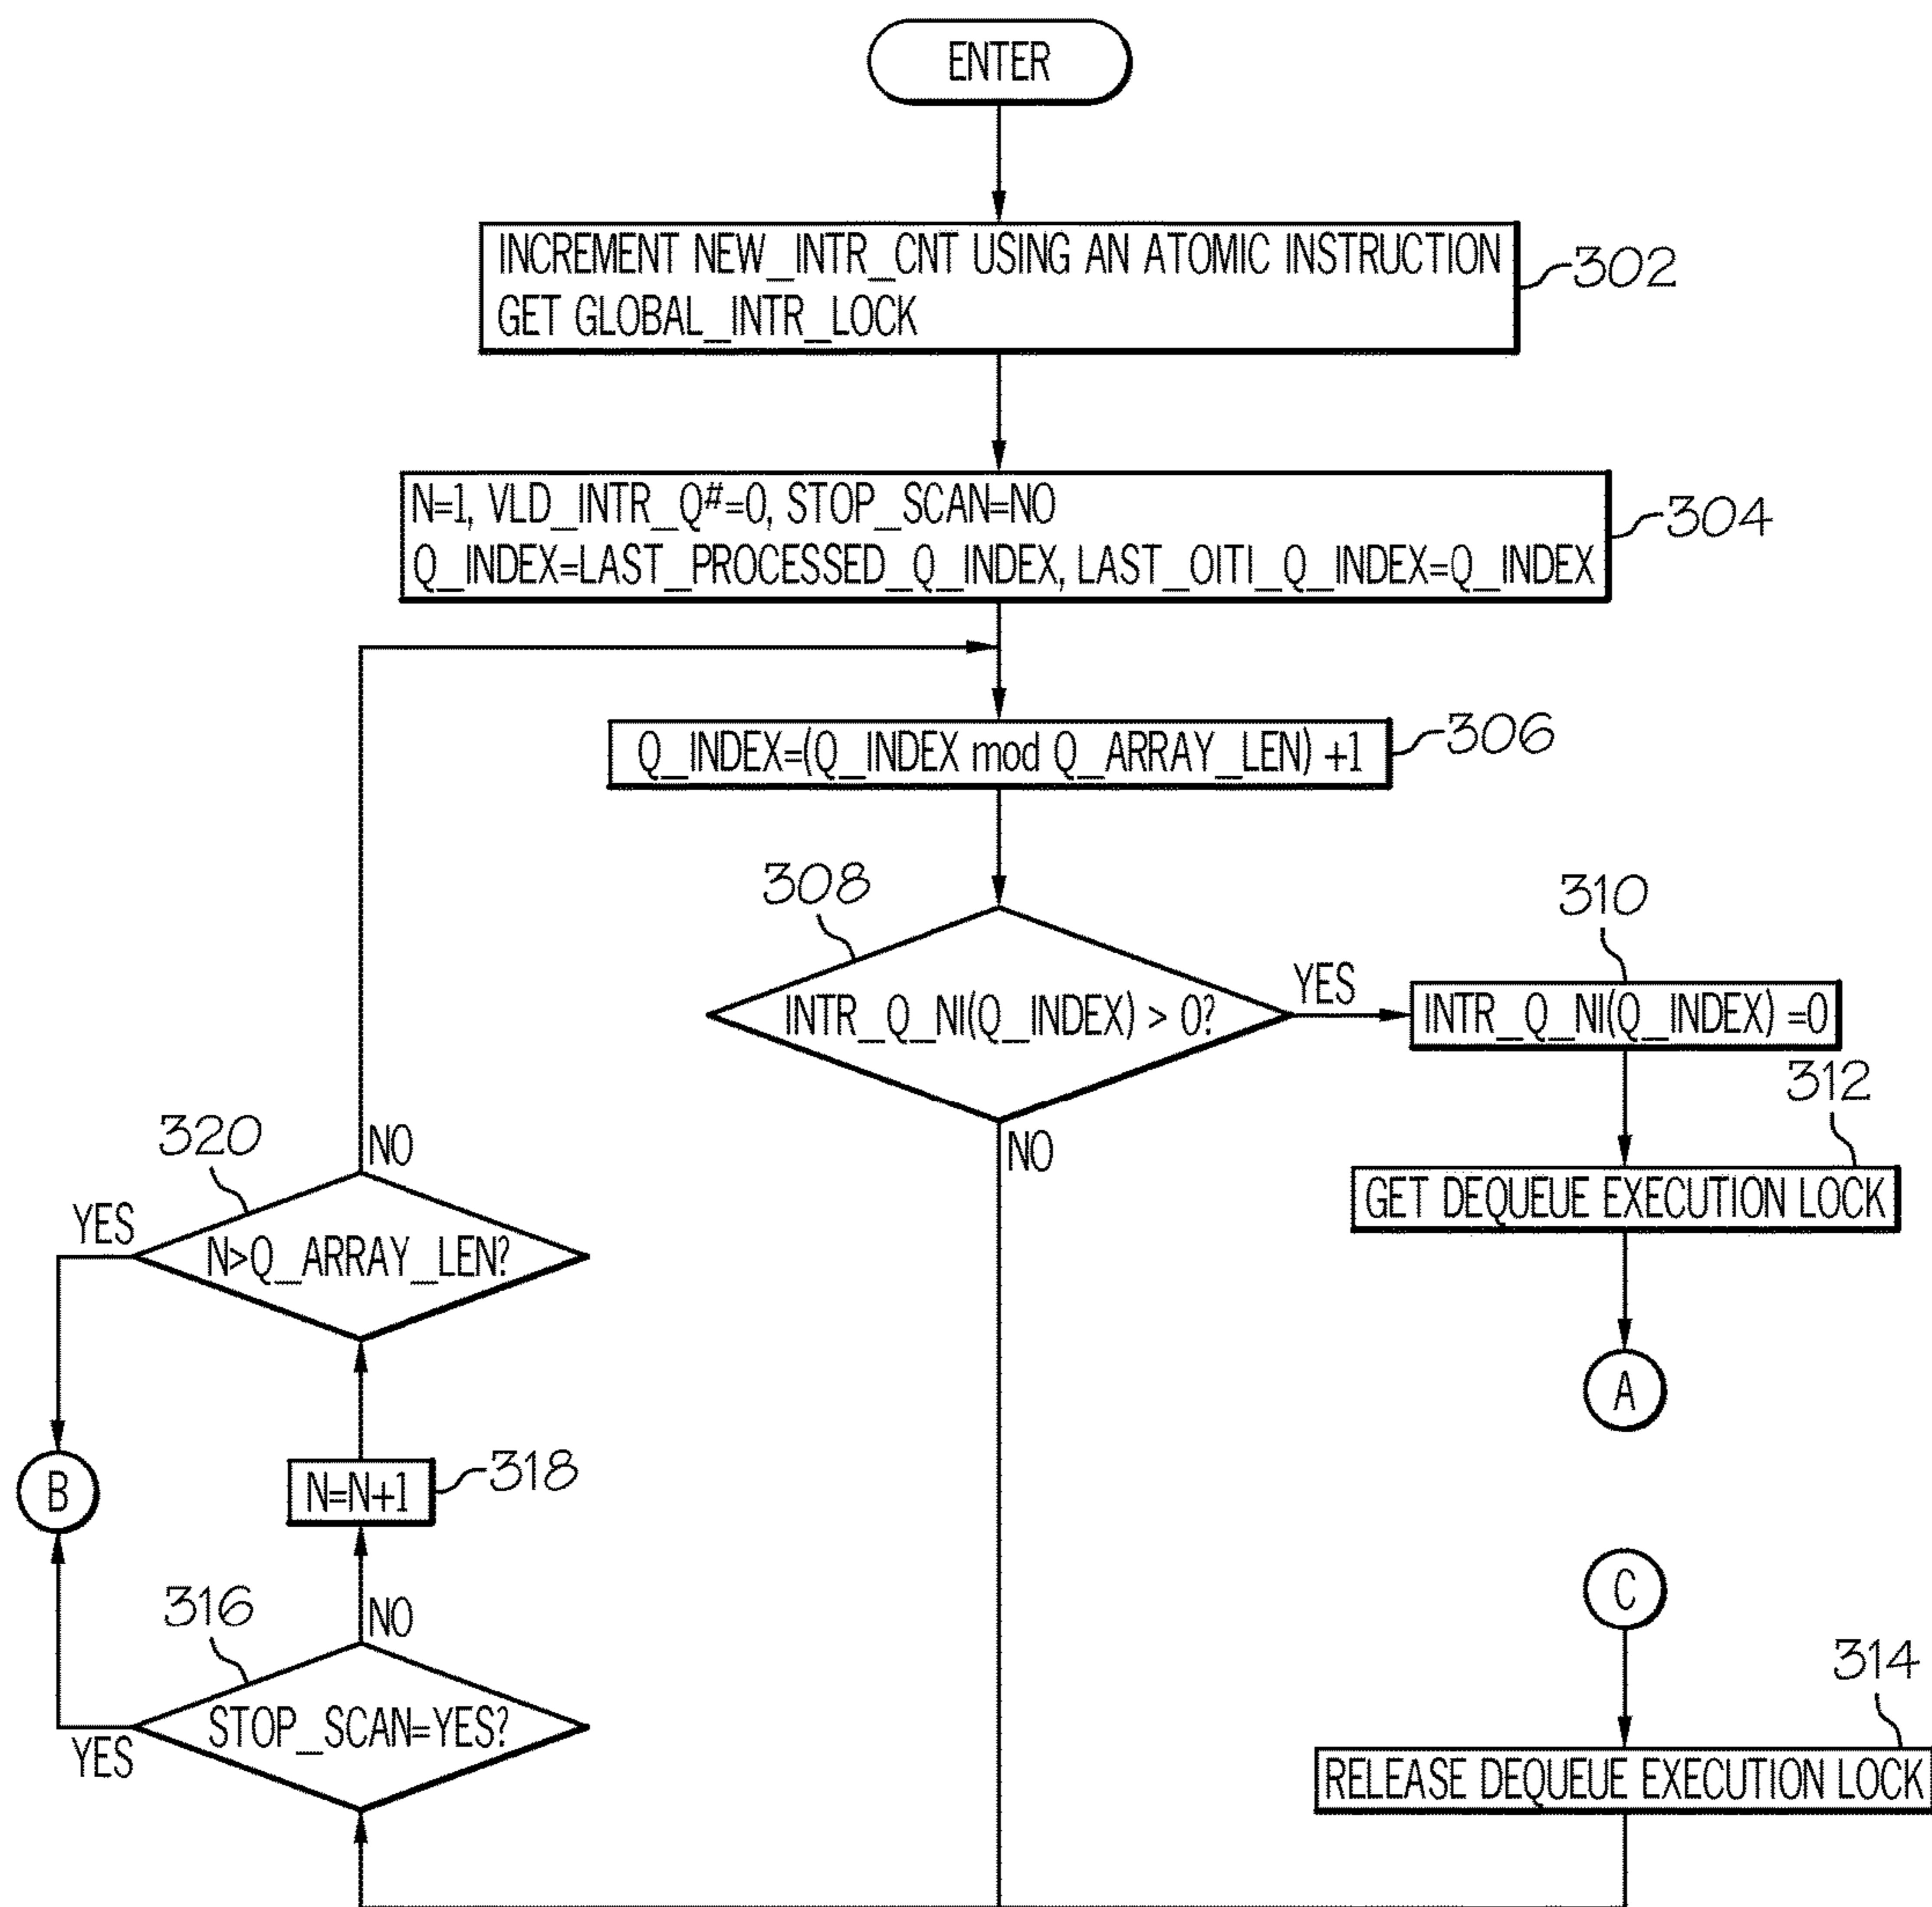 ENTER
INCREMENT NEW_INTR_CNT USING AN ATOMIC INSTRUCTION
GET GLOBAL_INTR_LOCK
302
N=1, VLD_INTR_Q#=0, STOP_SCAN=NO
Q_INDEX=LAST_PROCESSED_Q_INDEX, LAST_OITI_Q_INDEX=Q_INDEX
304
Q_INDEX=(Q_INDEX mod Q_ARRAY_LEN) +1
306
308
INTR_Q_NI(Q_INDEX) > 0?
YES
NO
310
INTR_Q_NI(Q_INDEX) =0
312
GET DEQUEUE EXECUTION LOCK
A
320
NO
YES
N>Q_ARRAY_LEN?
B
N=N+1
318
C
316
NO
STOP_SCAN=YES?
YES
314
RELEASE DEQUEUE EXECUTION LOCK